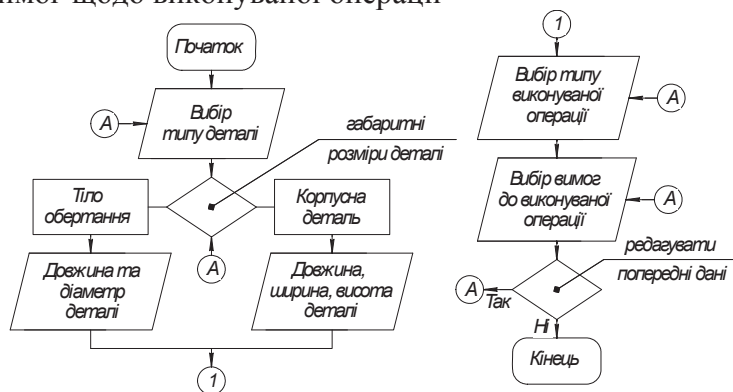 вимог щодо виконуваної операції
Початок
А
Вибір
типу деталі
габаритні
розміри деталі
Тіло
обертання
Корпусна
деталь
А
Довжина та
діаметр
деталі
Довжина,
ширина, висота
деталі
1
1
Вибір типу
виконуваної
операції
А
Вибір вимог
до виконуваної
операції
А
редагувати
попередні дані
А
Так
Ні
Кінець